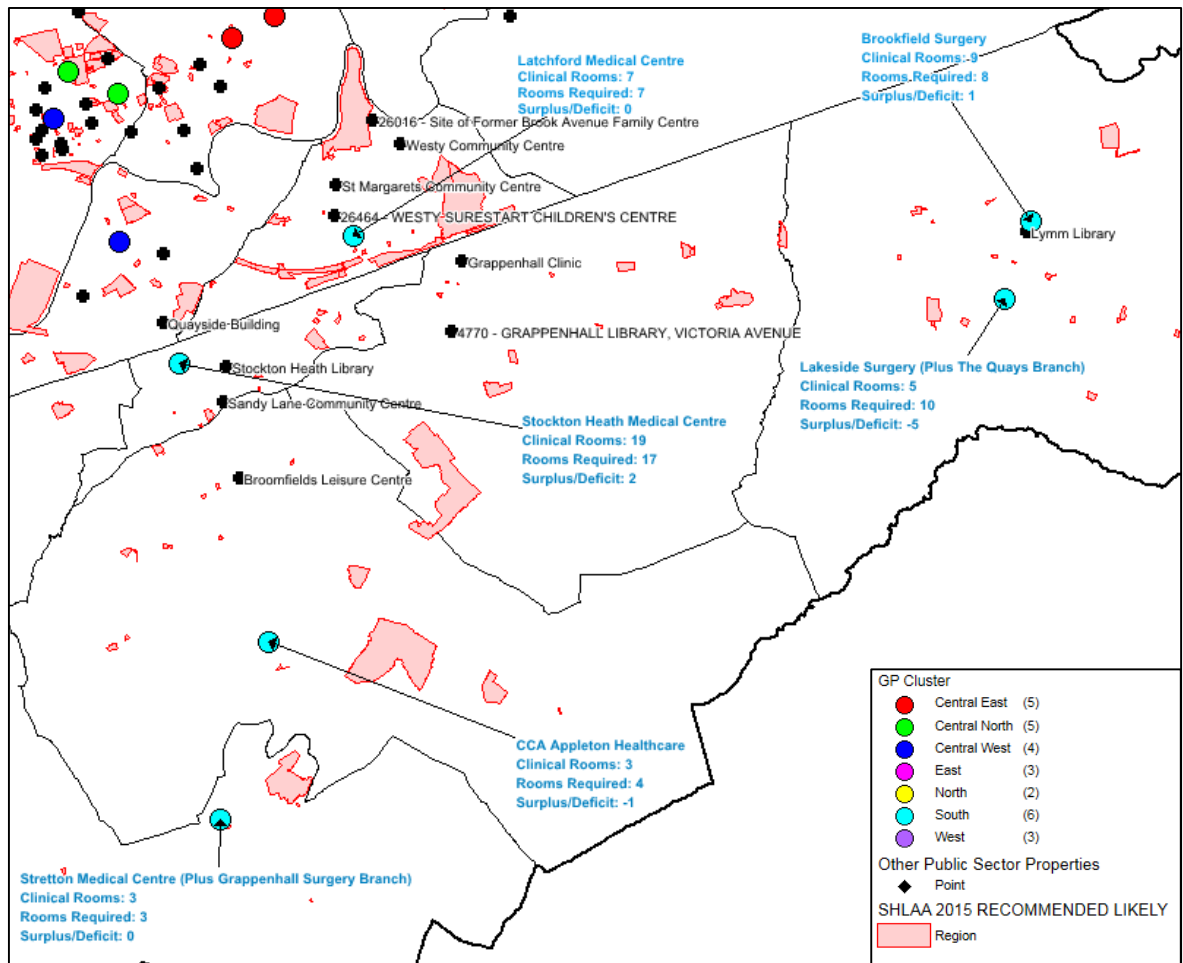 Latchford Medical Centre
Clinical Rooms: 7
Rooms Required: 7
Surplus/Deficit: 0
Brookfield Surgery
Clinical Rooms: 9
Rooms Required: 8
Surplus/Deficit: 1
26016 - Site of Former Brook Avenue Family Centre
Westy Community Centre
St Margarets Community Centre
26464 - WESTY SURESTART CHILDREN'S CENTRE
Lymm Library
Grappenhall Clinic
Quayside Building
4770 - GRAPPENHALL LIBRARY, VICTORIA AVENUE
Stockton Heath Library
Sandy Lane Community Centre
Lakeside Surgery (Plus The Quays Branch)
Clinical Rooms: 5
Rooms Required: 10
Surplus/Deficit: -5
Stockton Heath Medical Centre
Clinical Rooms: 19
Rooms Required: 17
Surplus/Deficit: 2
Broomfields Leisure Centre
CCA Appleton Healthcare
Clinical Rooms: 3
Rooms Required: 4
Surplus/Deficit: -1
Stretton Medical Centre (Plus Grappenhall Surgery Branch)
Clinical Rooms: 3
Rooms Required: 3
Surplus/Deficit: 0
GP Cluster
Central East (5)
Central North (5)
Central West (4)
East (3)
North (2)
South (6)
West (3)
Other Public Sector Properties
Point
SHLAA 2015 RECOMMENDED LIKELY
Region